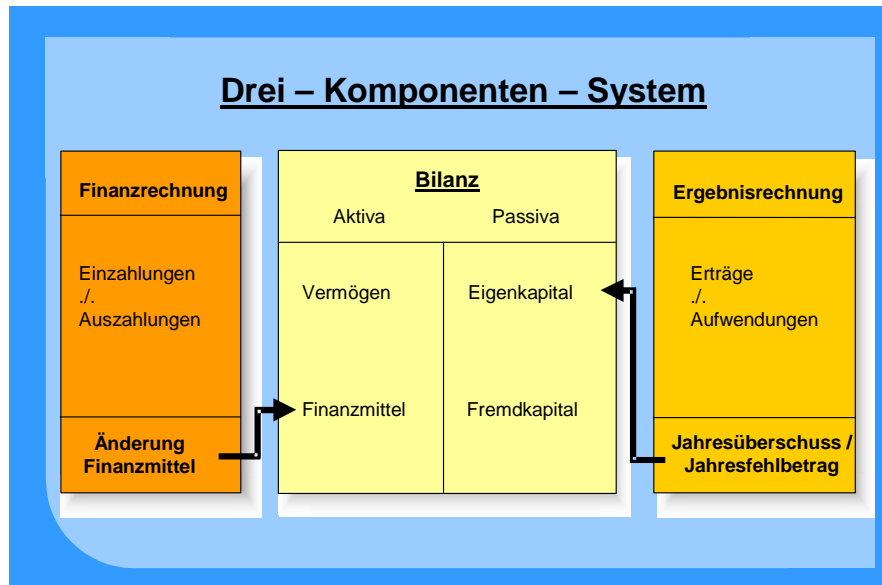 Drei – Komponenten – System
Finanzrechnung
Einzahlungen
./.
Auszahlungen
Änderung
Finanzmittel
Bilanz
Aktiva Passiva
Vermögen Eigenkapital
Finanzmittel Fremdkapital
Ergebnisrechnung
Erträge
./.
Aufwendungen
Jahresüberschuss /
Jahresfehlbetrag